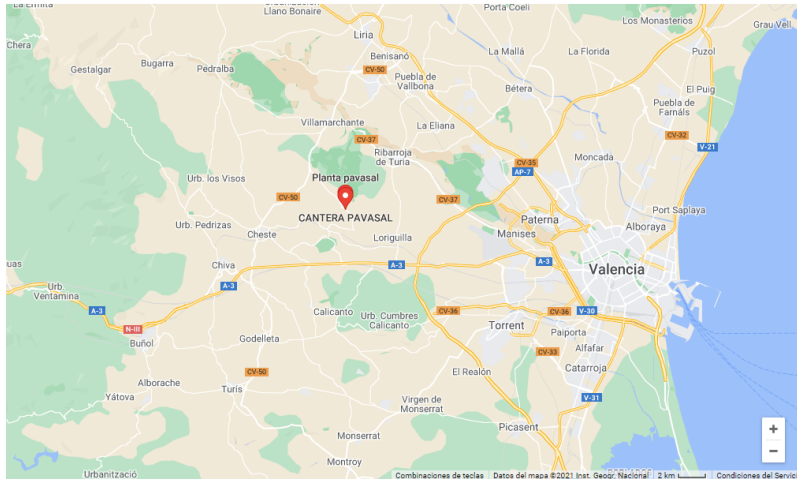 La Ermita
Llano Bonaire
Porta Coeli
Los Monasterios
Grau Vell
Chera
Liria
Gestalgar
Bugarra
Pedralba
Benisanó
La Mallá
La Florida
Puzol
CV-50
Puebla de
Vallbona
Bétera
El Puig
Puebla de
Farnáls
Villamarchante
La Eliana
CV-37
CV-32
V-21
Ribarroja
de Turia
Moncada
CV-35
AP-7
Planta pavasal
Urb. los Visos
CV-50
CV-37
CANTERA PAVASAL
Port Saplaya
Paterna
Alboraya
Urb. Pedrizas
Cheste
Loriguilla
Manises
uas
Chiva
A-3
A-3
Valencia
Urb.
Ventamina
A-3
A-3
N-III
Calicanto
Urb. Cumbres
Calicanto
CV-36
CV-36
V-30
Torrent
Paiporta
Buñol
Godelleta
CV-33
Alfafar
Catarroja
CV-50
El Realón
Alborache
Yátova
Turís
V-31
Virgen de
Monserrat
Picasent
Monserrat
Montroy
Urbanització
+
−
Combinaciones de teclas
Datos del mapa ©2021 Inst. Geogr. Nacional
2 km
Condiciones del Servici